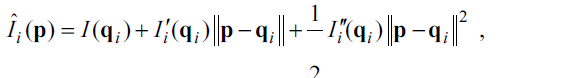 Î_i(𝐩) = I(𝐪_i) + I′_i(𝐪_i)‖𝐩 − 𝐪_i‖ + 1/2 I″_i(𝐪_i)‖𝐩 − 𝐪_i‖² ,